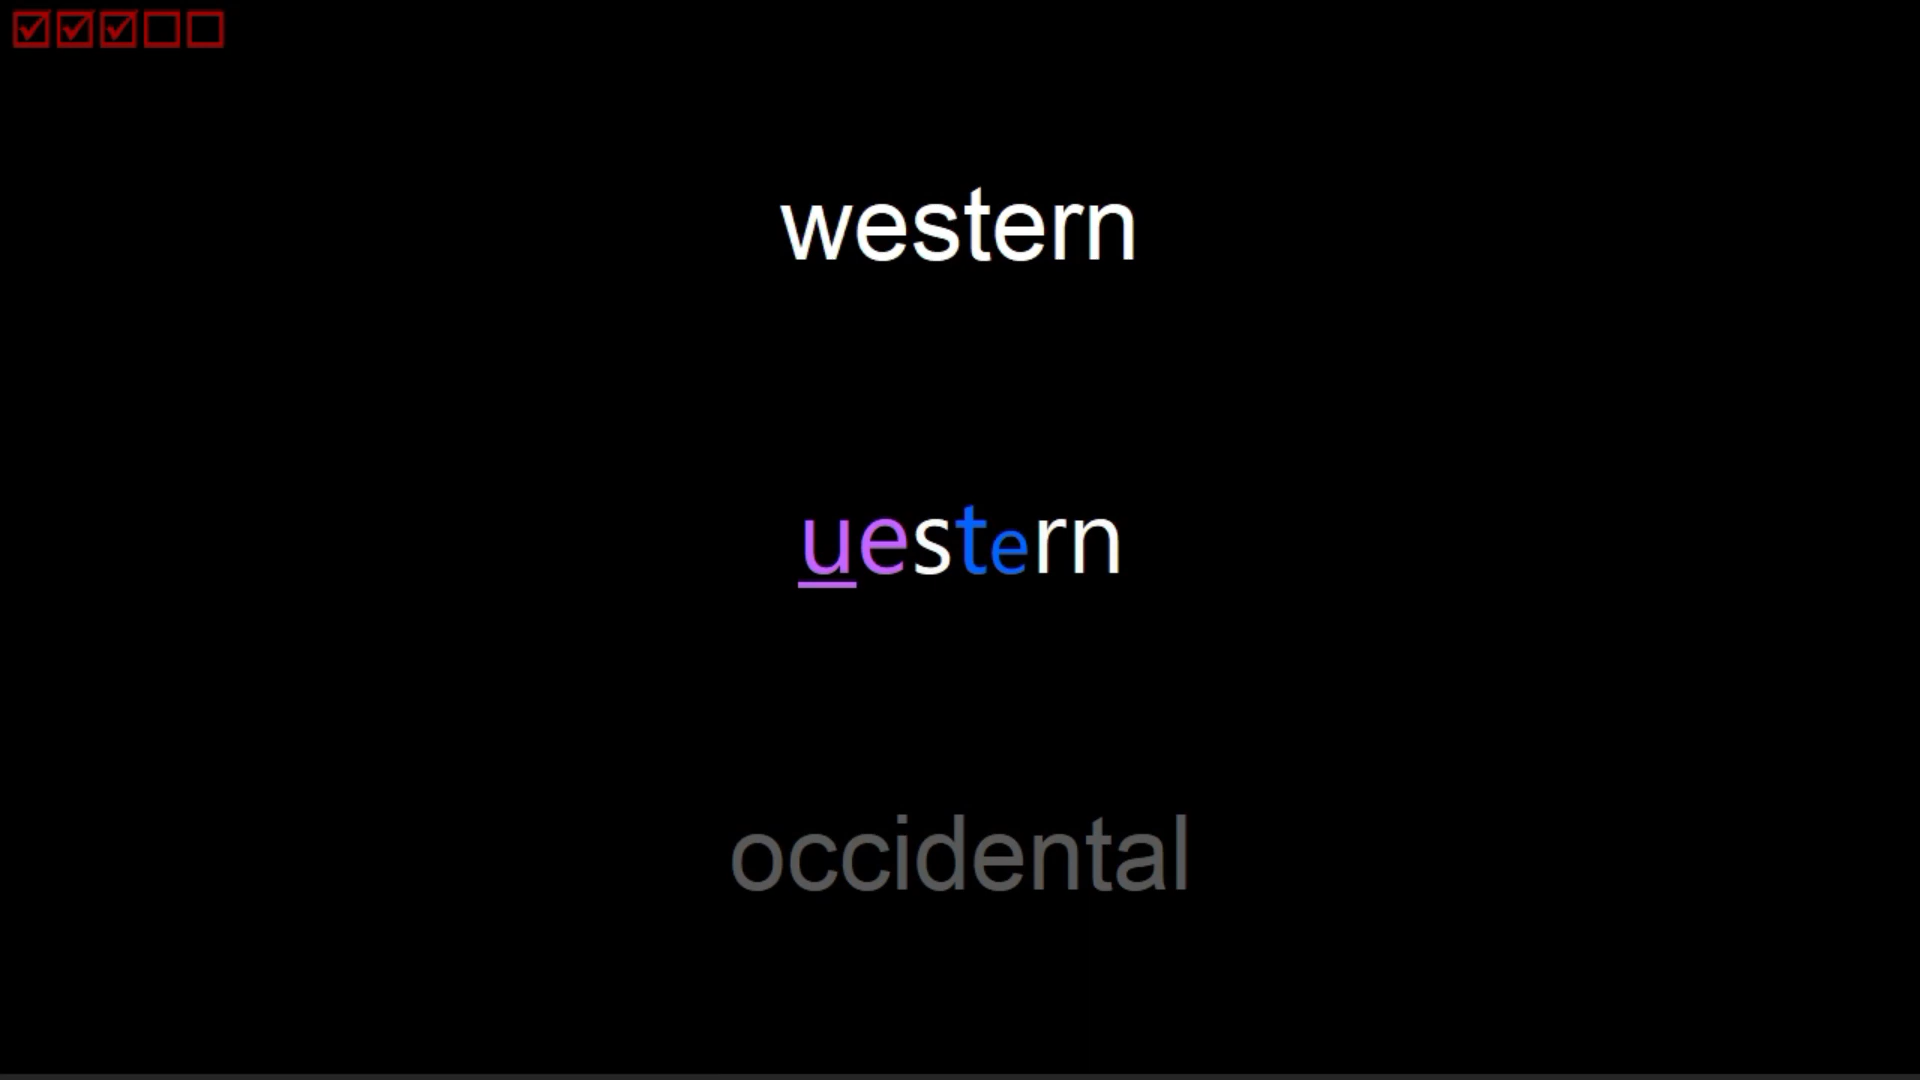 ☑☑☑☐☐
western
uestern
occidental